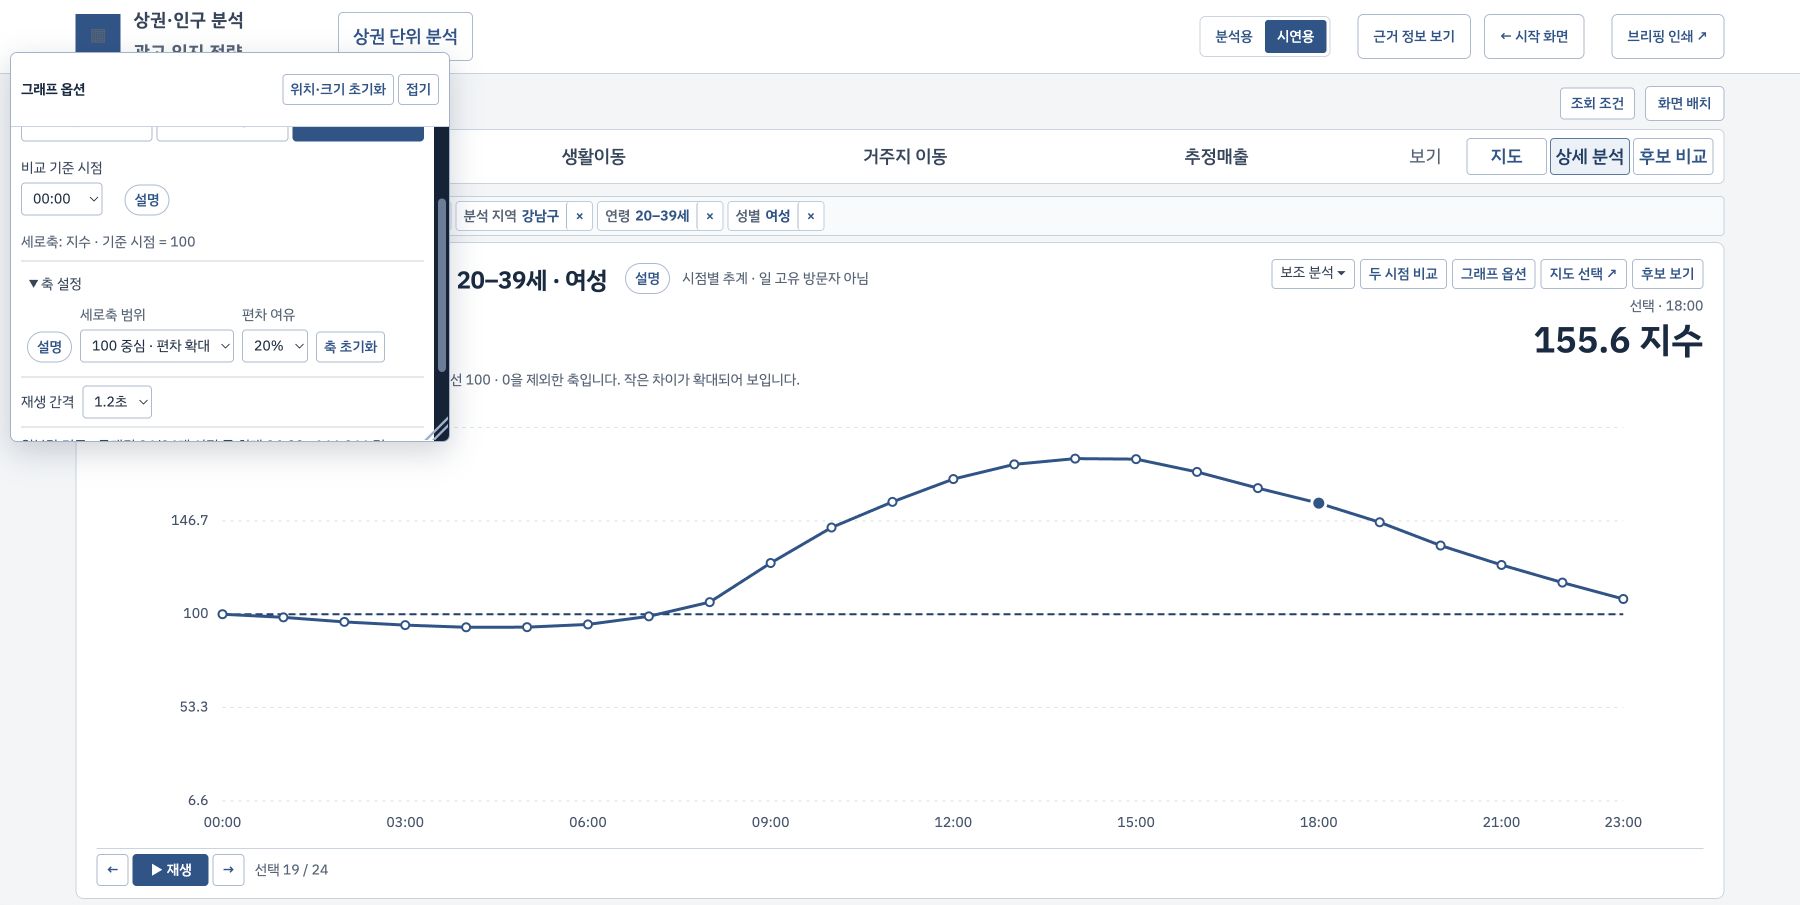 상권·인구 분석
광고 입지 전략
상권 단위 분석
분석용
시연용
근거 정보 보기
← 시작 화면
브리핑 인쇄 ↗
그래프 옵션
위치·크기 초기화
접기
조회 조건
화면 배치
생활이동
거주지 이동
추정매출
보기
지도
상세 분석
후보 비교
비교 기준 시점
00:00
설명
세로축: 지수 · 기준 시점 = 100
▼ 축 설정
세로축 범위
편차 여유
설명
100 중심 · 편차 확대
20%
축 초기화
재생 간격
1.2초
분석 지역 강남구 ×
연령 20–39세 ×
성별 여성 ×
20–39세 · 여성
설명
시점별 추계 · 일 고유 방문자 아님
보조 분석
두 시점 비교
그래프 옵션
지도 선택 ↗
후보 보기
선택 · 18:00
155.6 지수
선 100 · 0을 제외한 축입니다. 작은 차이가 확대되어 보입니다.
146.7
100
53.3
6.6
00:00 03:00 06:00 09:00 12:00 15:00 18:00 21:00 23:00
←
▶ 재생
→
선택 19 / 24